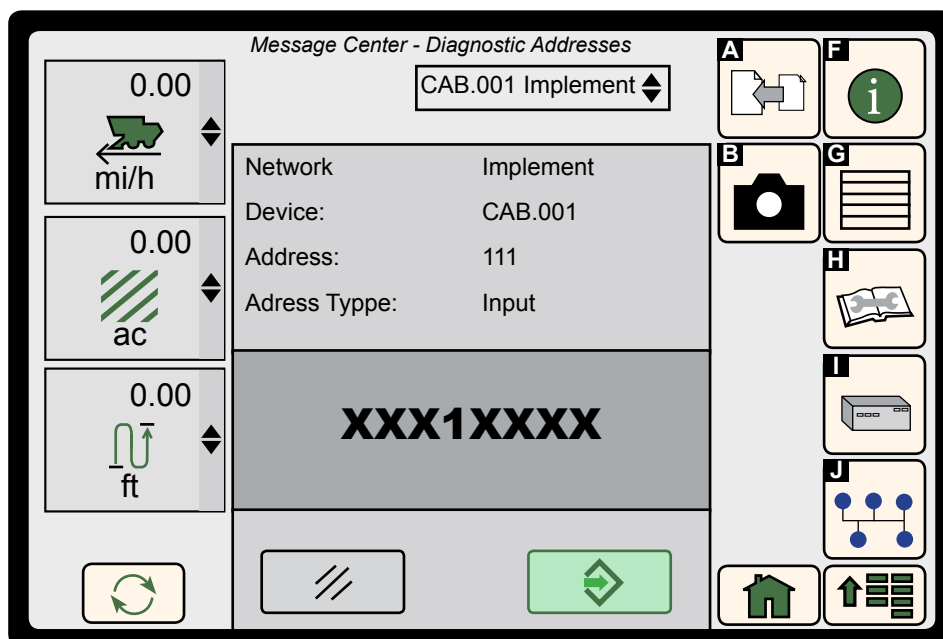 Message Center - Diagnostic Addresses
CAB.001 Implement
0.00
mi/h
0.00
ac
0.00
ft
Network Implement
Device: CAB.001
Address: 111
Adress Typpe: Input
XXX1XXXX
A
F
i
B
G
H
I
J